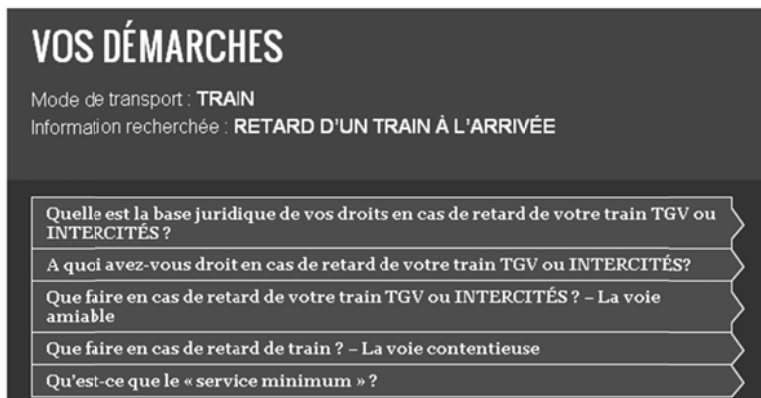 VOS DÉMARCHES
Mode de transport : TRAIN
Information recherchée : RETARD D'UN TRAIN À L'ARRIVÉE
Quelle est la base juridique de vos droits en cas de retard de votre train TGV ou
INTERCITÉS ?
A quoi avez-vous droit en cas de retard de votre train TGV ou INTERCITÉS?
Que faire en cas de retard de votre train TGV ou INTERCITÉS ? – La voie
amiable
Que faire en cas de retard de train ? – La voie contentieuse
Qu'est-ce que le « service minimum » ?